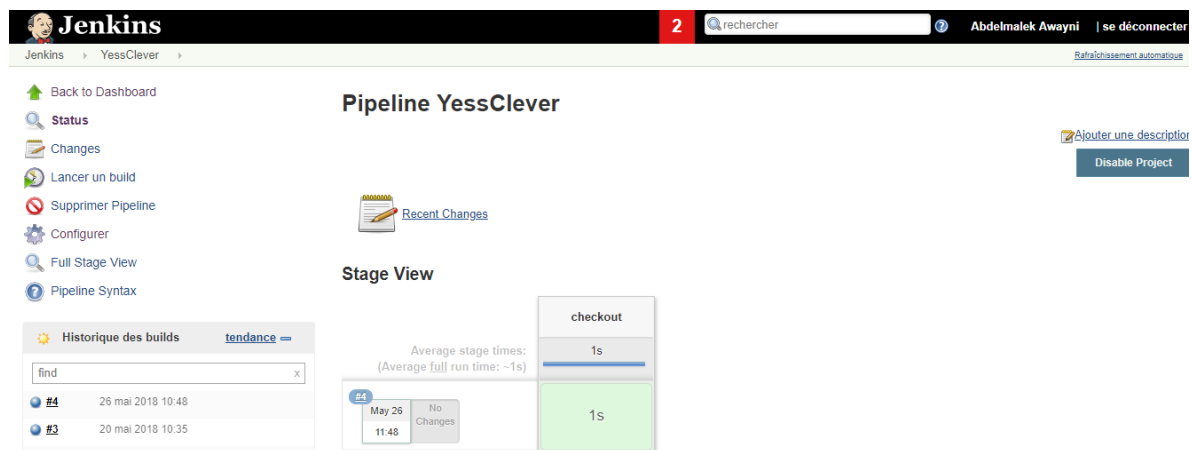 Jenkins
2 rechercher Abdelmalek Awayni | se déconnecter
Jenkins YessClever
Rafraîchissement automatique
Back to Dashboard
Status
Changes
Lancer un build
Supprimer Pipeline
Configurer
Full Stage View
Pipeline Syntax
Historique des builds tendance
find x
#4 26 mai 2018 10:48
#3 20 mai 2018 10:35
Pipeline YessClever
Ajouter une description
Disable Project
Recent Changes
Stage View
checkout
Average stage times: 1s
(Average full run time: ~1s)
#4
May 26 No
Changes
11:48
1s